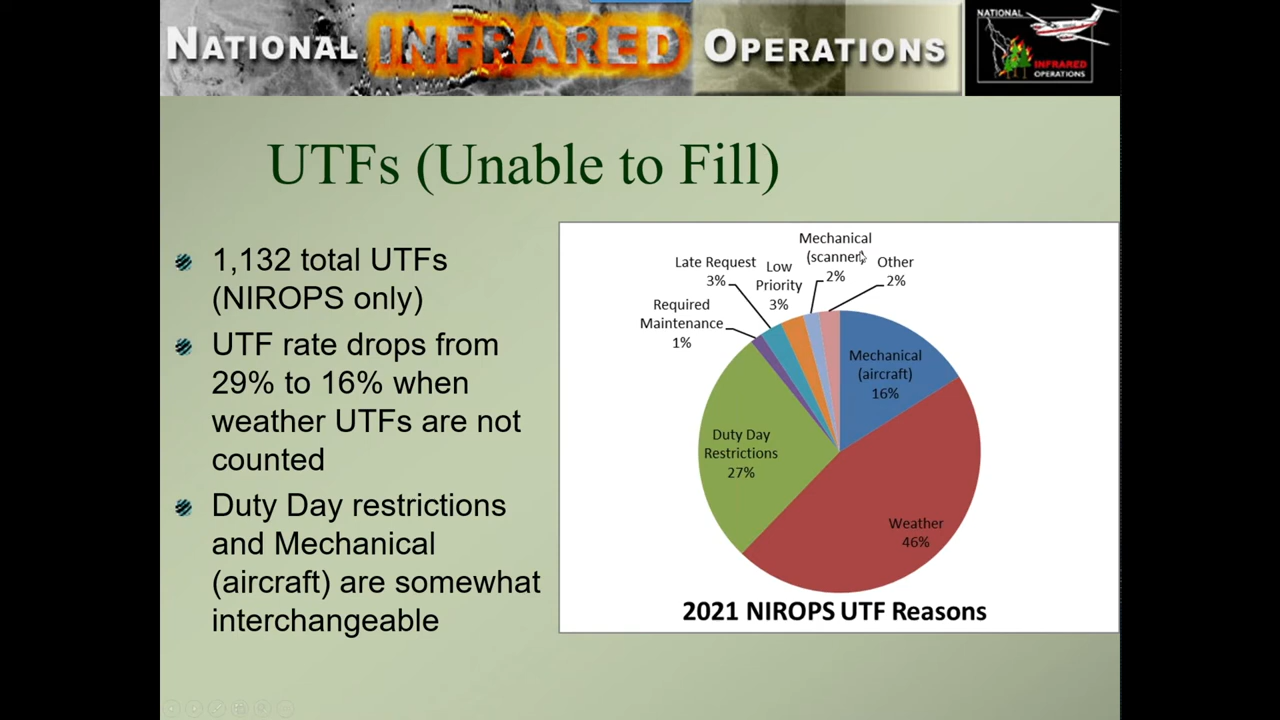 NATIONAL INFRARED OPERATIONS
NATIONAL
INFRARED
OPERATIONS
UTFs (Unable to Fill)
1,132 total UTFs
(NIROPS only)
UTF rate drops from
29% to 16% when
weather UTFs are not
counted
Duty Day restrictions
and Mechanical
(aircraft) are somewhat
interchangeable
Mechanical
(scanner)
2%
Other
2%
Late Request
3%
Low
Priority
3%
Required
Maintenance
1%
Mechanical
(aircraft)
16%
Duty Day
Restrictions
27%
Weather
46%
2021 NIROPS UTF Reasons